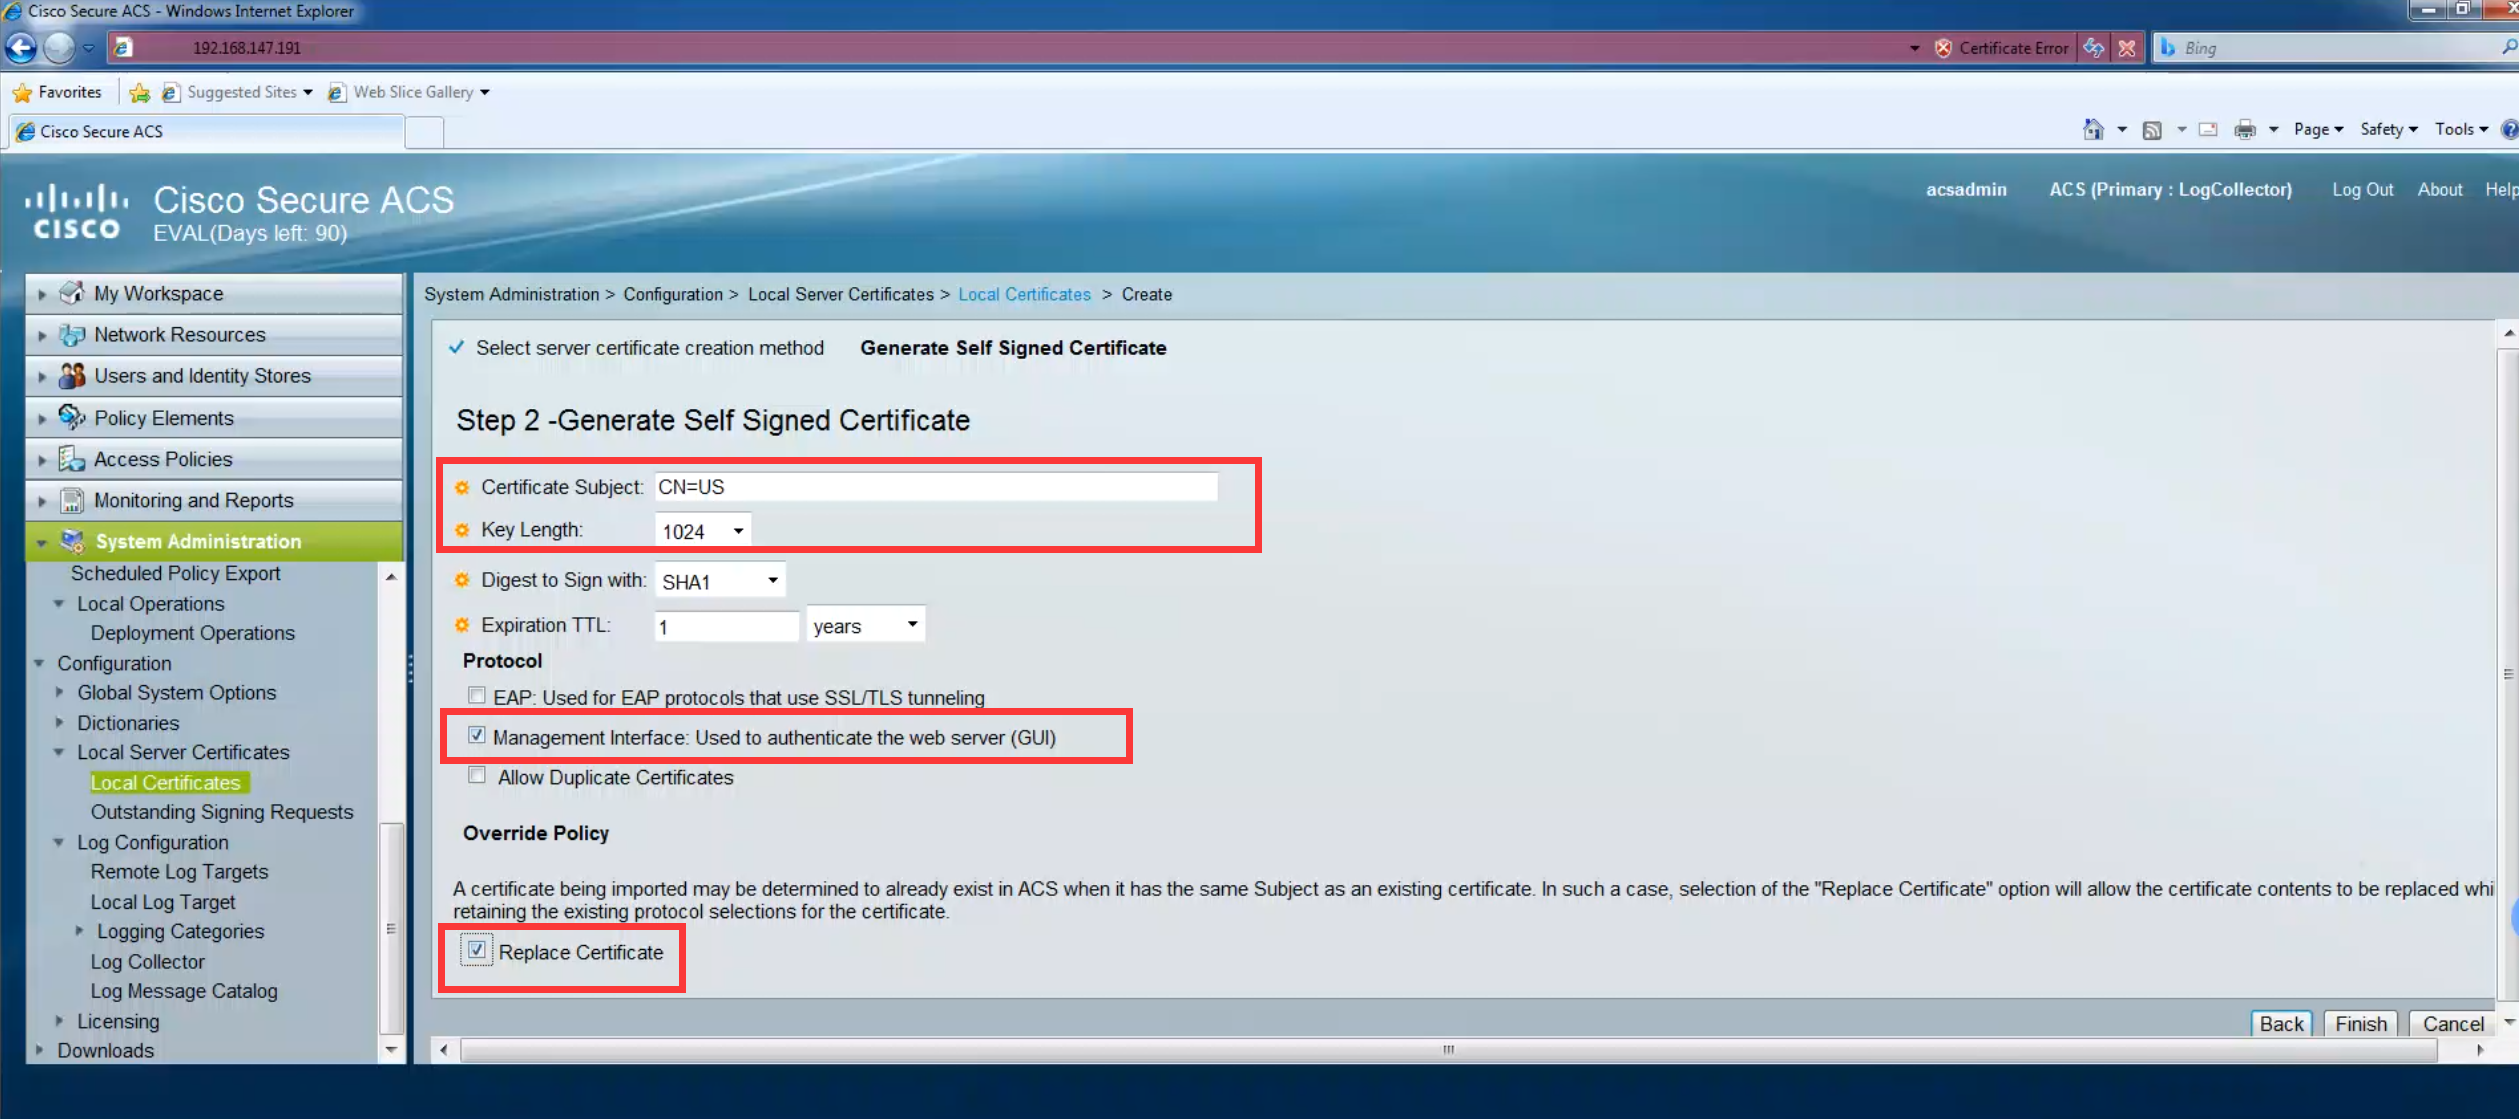 Cisco Secure ACS - Windows Internet Explorer
192.168.147.191
Certificate Error
Bing
Favorites
Suggested Sites
Web Slice Gallery
Cisco Secure ACS
Page
Safety
Tools
CISCO
Cisco Secure ACS
EVAL(Days left: 90)
acsadmin
ACS (Primary : LogCollector)
Log Out
About
Help
My Workspace
Network Resources
Users and Identity Stores
Policy Elements
Access Policies
Monitoring and Reports
System Administration
Scheduled Policy Export
Local Operations
Deployment Operations
Configuration
Global System Options
Dictionaries
Local Server Certificates
Local Certificates
Outstanding Signing Requests
Log Configuration
Remote Log Targets
Local Log Target
Logging Categories
Log Collector
Log Message Catalog
Licensing
Downloads
System Administration > Configuration > Local Server Certificates > Local Certificates > Create
Select server certificate creation method
Generate Self Signed Certificate
Step 2 -Generate Self Signed Certificate
Certificate Subject: CN=US
Key Length: 1024
Digest to Sign with: SHA1
Expiration TTL: 1 years
Protocol
EAP: Used for EAP protocols that use SSL/TLS tunneling
Management Interface: Used to authenticate the web server (GUI)
Allow Duplicate Certificates
Override Policy
A certificate being imported may be determined to already exist in ACS when it has the same Subject as an existing certificate. In such a case, selection of the "Replace Certificate" option will allow the certificate contents to be replaced whi
retaining the existing protocol selections for the certificate.
Replace Certificate
Back
Finish
Cancel